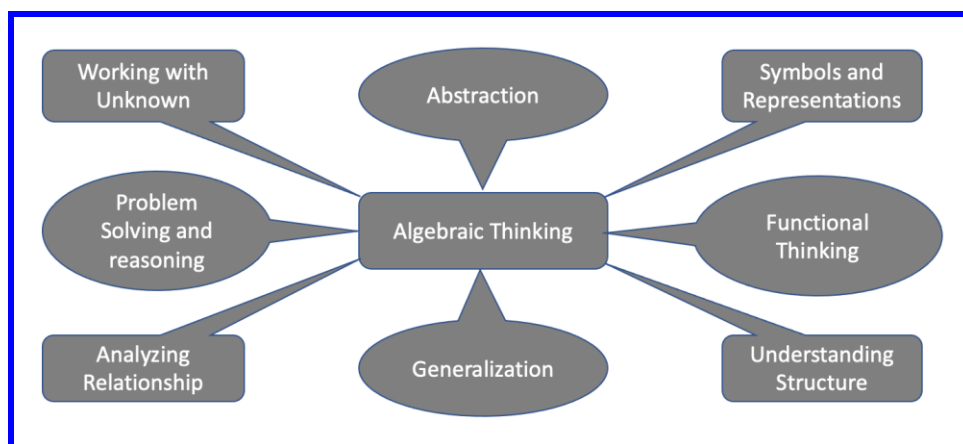 Working with
Unknown
Abstraction
Symbols and
Representations
Problem
Solving and
reasoning
Algebraic Thinking
Functional
Thinking
Analyzing
Relationship
Generalization
Understanding
Structure